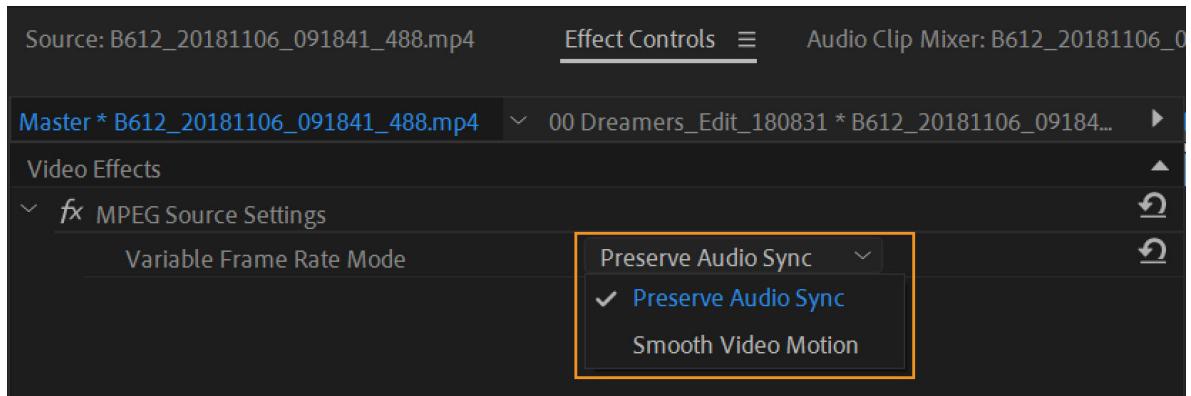 Source: B612_20181106_091841_488.mp4 Effect Controls Audio Clip Mixer: B612_20181106_0
Master * B612_20181106_091841_488.mp4 00 Dreamers_Edit_180831 * B612_20181106_09184...
Video Effects
fx MPEG Source Settings
Variable Frame Rate Mode Preserve Audio Sync
Preserve Audio Sync
Smooth Video Motion